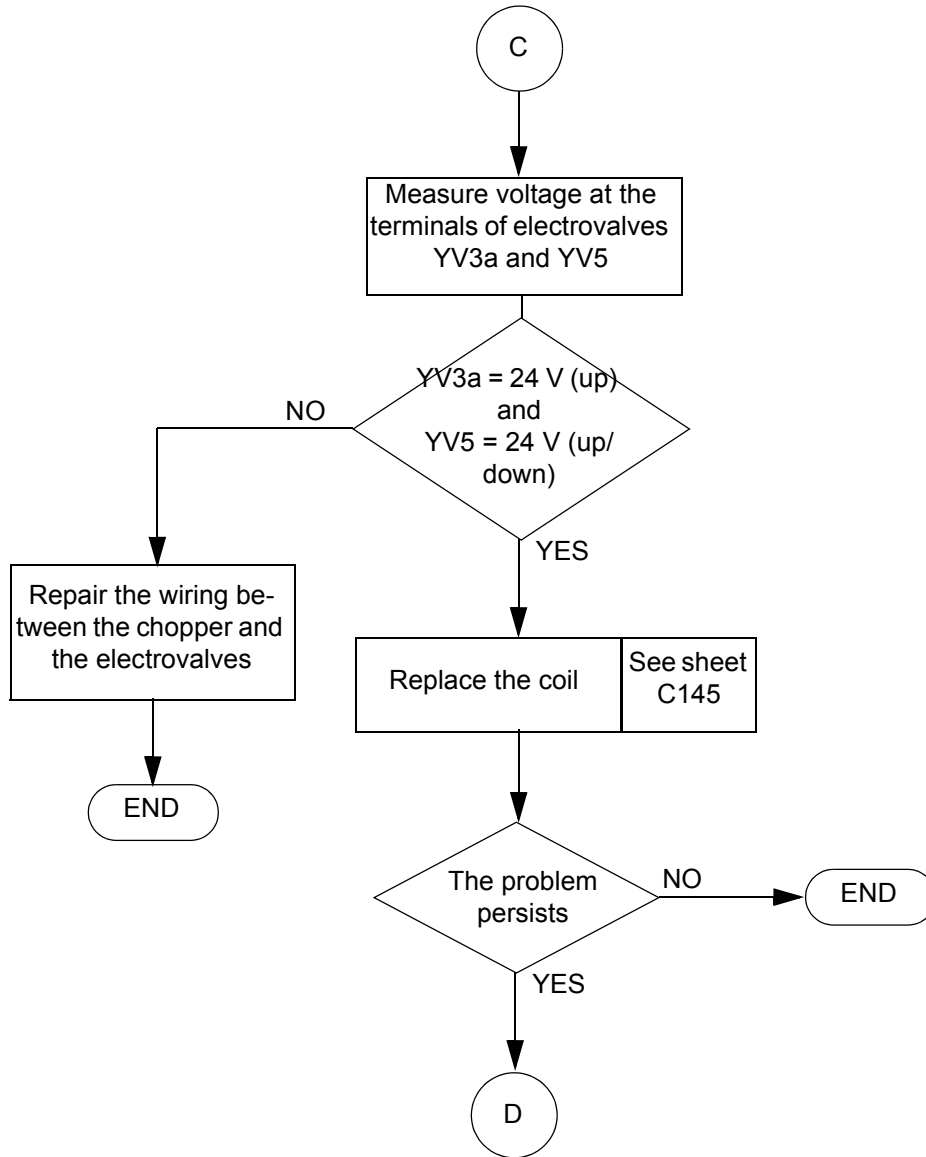 C
Measure voltage at the
terminals of electrovalves
YV3a and YV5
YV3a = 24 V (up)
and
YV5 = 24 V (up/
down)
NO
YES
Repair the wiring be-
tween the chopper and
the electrovalves
END
Replace the coil
See sheet
C145
The problem
persists
NO
END
YES
D